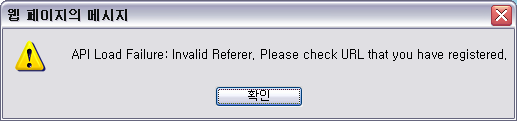 웹 페이지의 메시지
API Load Failure: Invalid Referer. Please check URL that you have registered.
확인